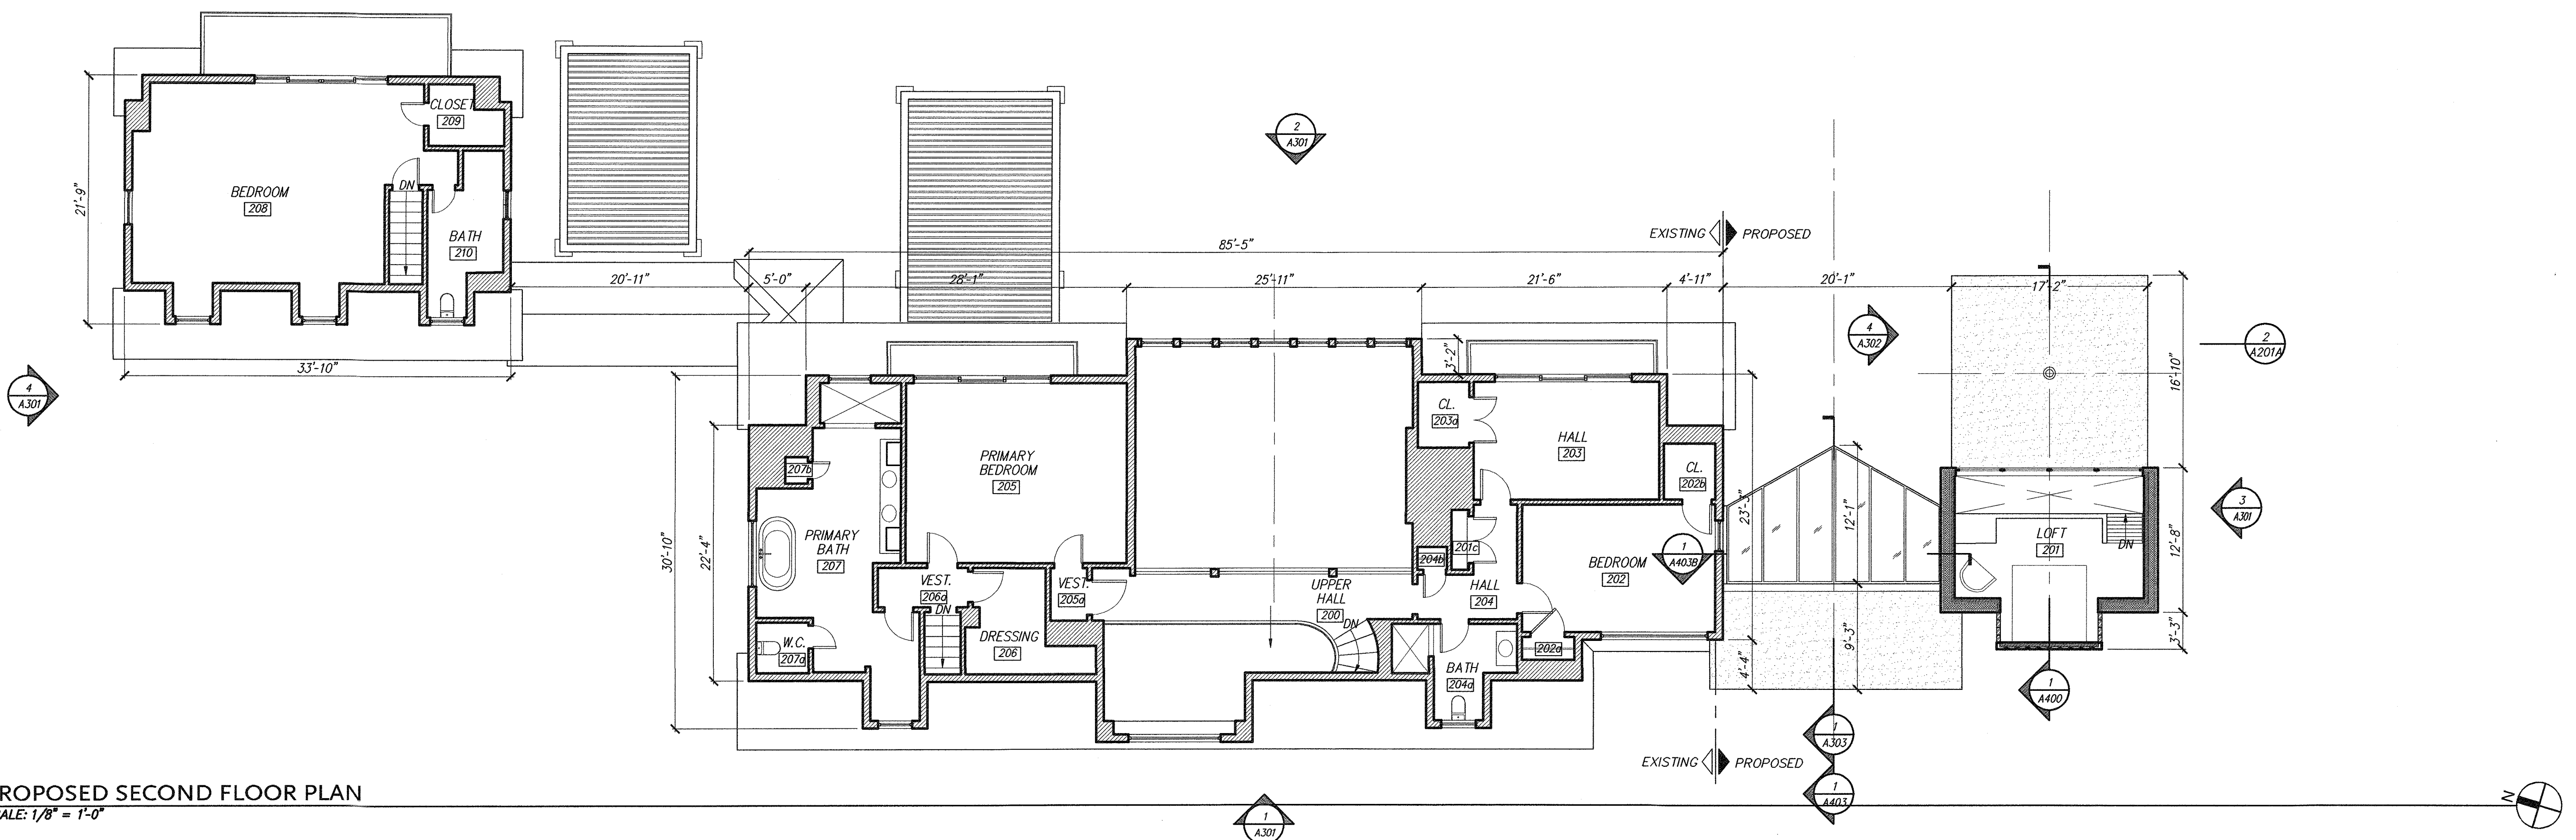 CLOSET
209
21'-9"
BEDROOM
208
DN
BATH
210
33'-10"
4
A301
2
A301
85'-5"
EXISTING
PROPOSED
20'-11"
5'-0"
28'-1"
25'-11"
21'-6"
4'-11"
20'-1"
17'-2"
4
A302
2
A201A
3'-2"
16'-10"
CL.
203a
HALL
203
PRIMARY
BEDROOM
205
207b
CL.
202b
30'-10"
22'-4"
23'-3"
12'-1"
3
A301
PRIMARY
BATH
207
201c
204b
BEDROOM
202
1
A403B
LOFT
201
DN
12'-8"
VEST.
206a
DN
VEST.
205a
UPPER
HALL
200
DN
HALL
204
W.C.
207a
DRESSING
206
BATH
204a
202a
4'-4"
9'-3"
3'-3"
1
A400
1
A303
EXISTING
PROPOSED
1
A403
ROPOSED SECOND FLOOR PLAN
ALE: 1/8" = 1'-0"
1
A301
N